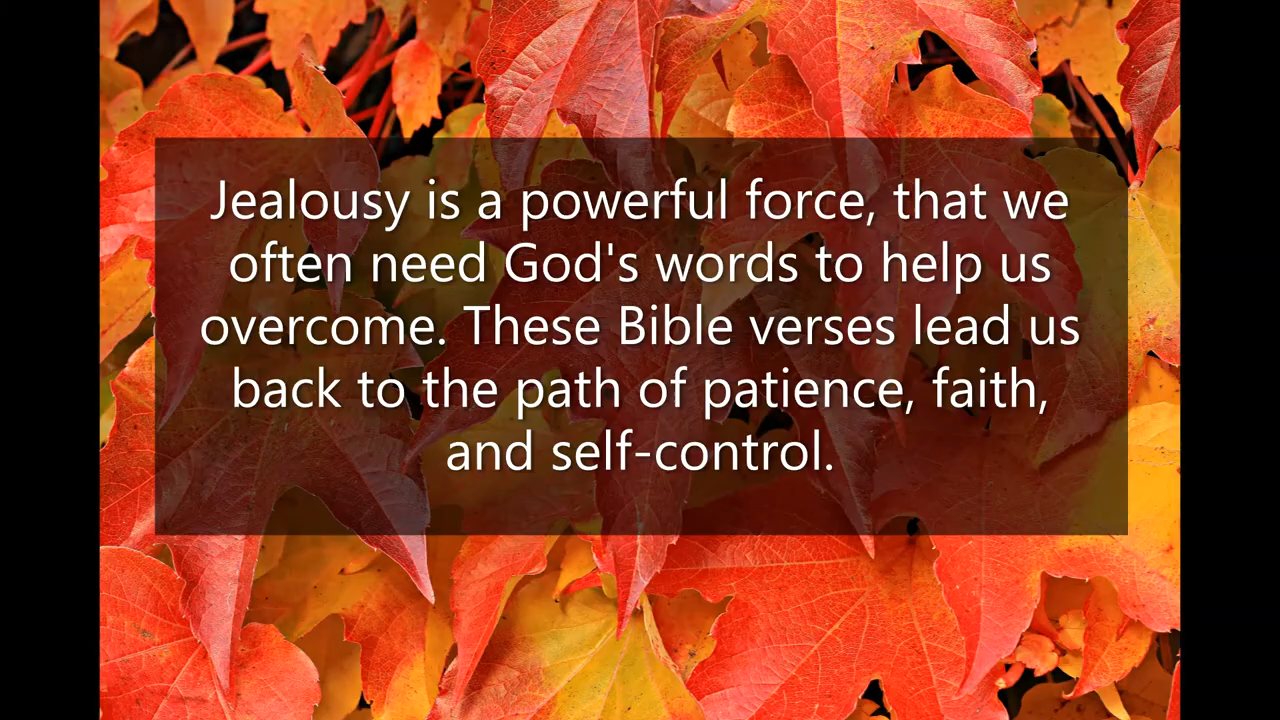 Jealousy is a powerful force, that we
often need God's words to help us
overcome. These Bible verses lead us
back to the path of patience, faith,
and self-control.